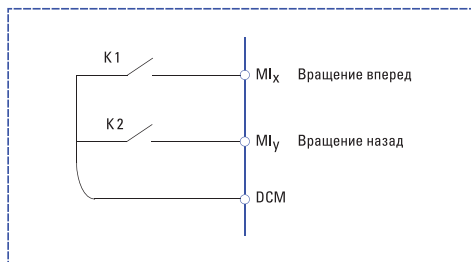 K1
MIx Вращение вперед
K2
MIy Вращение назад
DCM